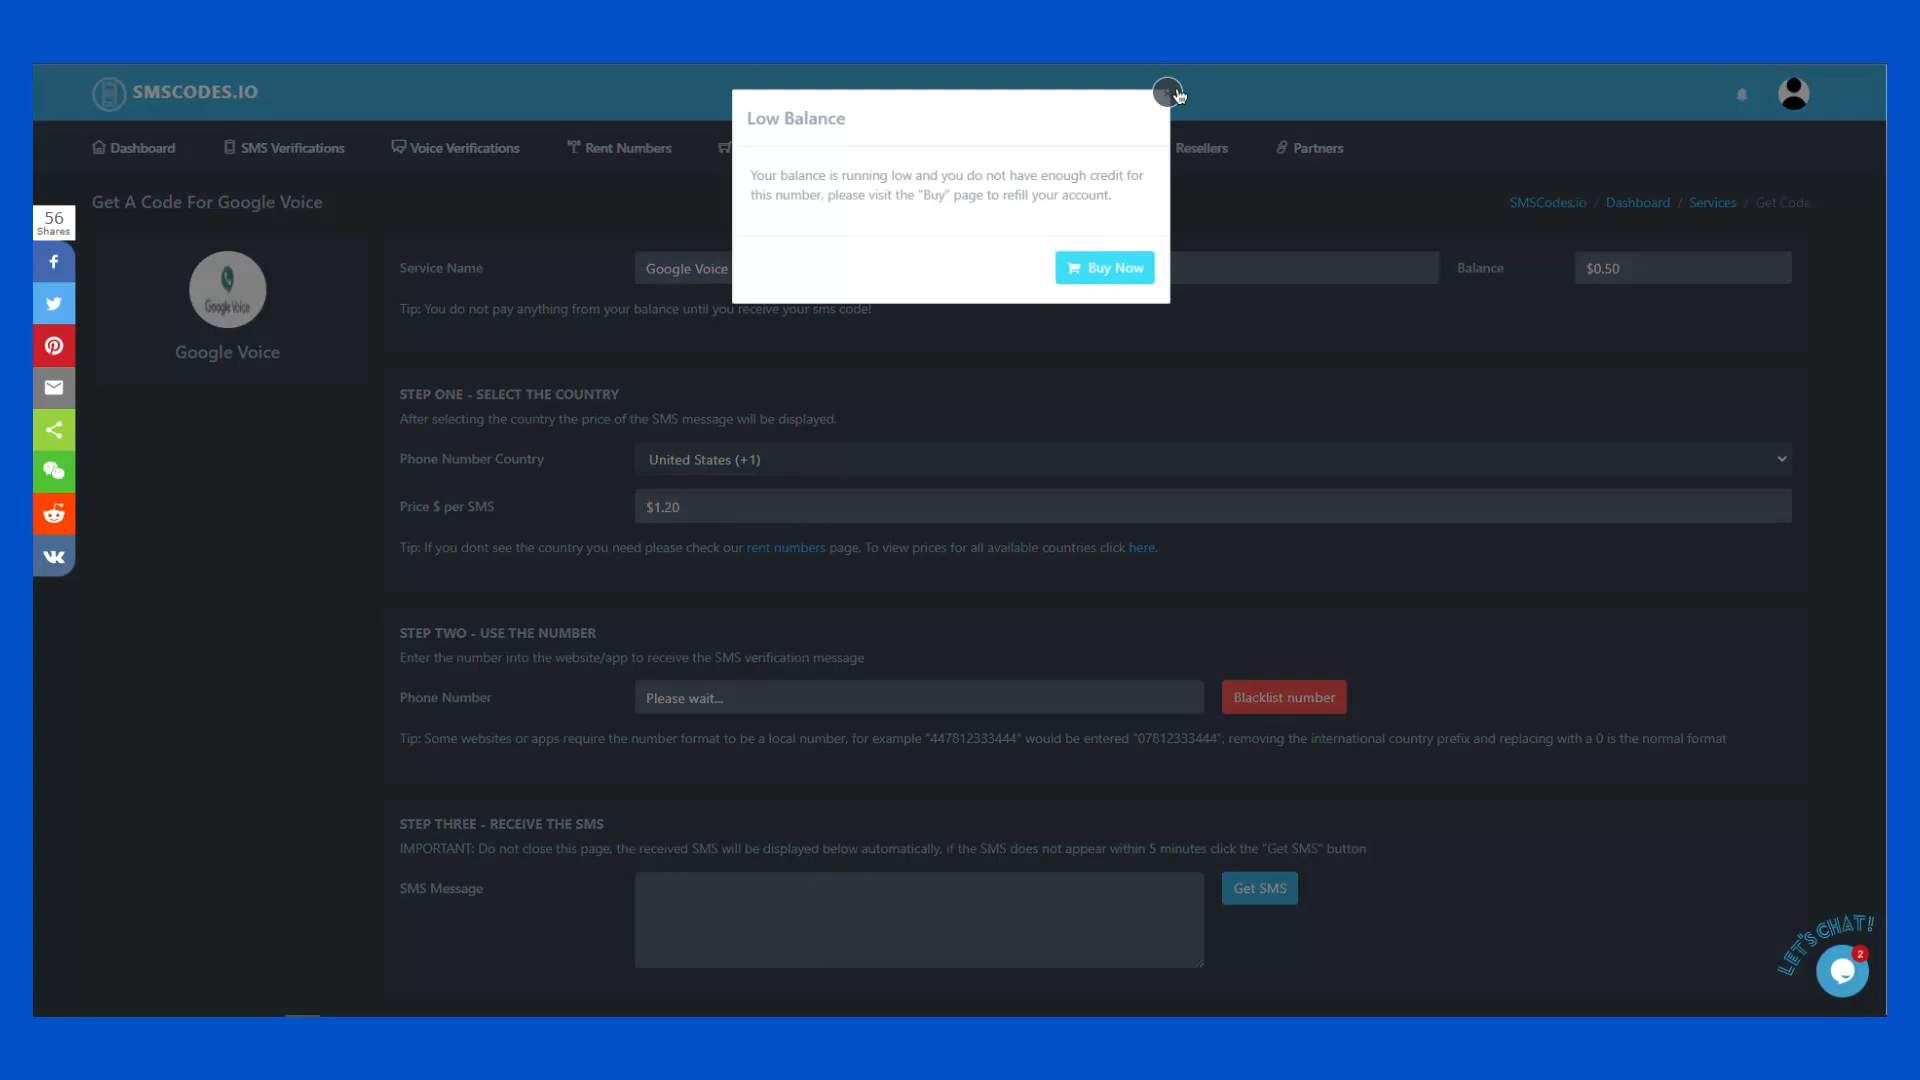 SMSCODES.IO
Low Balance
Dashboard
SMS Verifications
Voice Verifications
Rent Numbers
Resellers
Partners
Your balance is running low and you do not have enough credit for
this number, please visit the "Buy" page to refill your account.
Buy Now
Get A Code For Google Voice
SMSCodes.io / Dashboard / Services / Get Code
56
Shares
Google Voice
Google Voice
Service Name
Google Voice
Balance
$0.50
Tip: You do not pay anything from your balance until you receive your sms code!
STEP ONE - SELECT THE COUNTRY
After selecting the country the price of the SMS message will be displayed.
Phone Number Country
United States (+1)
Price $ per SMS
$1.20
Tip: If you dont see the country you need please check our rent numbers page. To view prices for all available countries click here.
STEP TWO - USE THE NUMBER
Enter the number into the website/app to receive the SMS verification message
Phone Number
Please wait...
Blacklist number
Tip: Some websites or apps require the number format to be a local number, for example "447812333444" would be entered "07812333444", removing the international country prefix and replacing with a 0 is the normal format
STEP THREE - RECEIVE THE SMS
IMPORTANT: Do not close this page, the received SMS will be displayed below automatically, if the SMS does not appear within 5 minutes click the "Get SMS" button
SMS Message
Get SMS
LET'S CHAT!
2